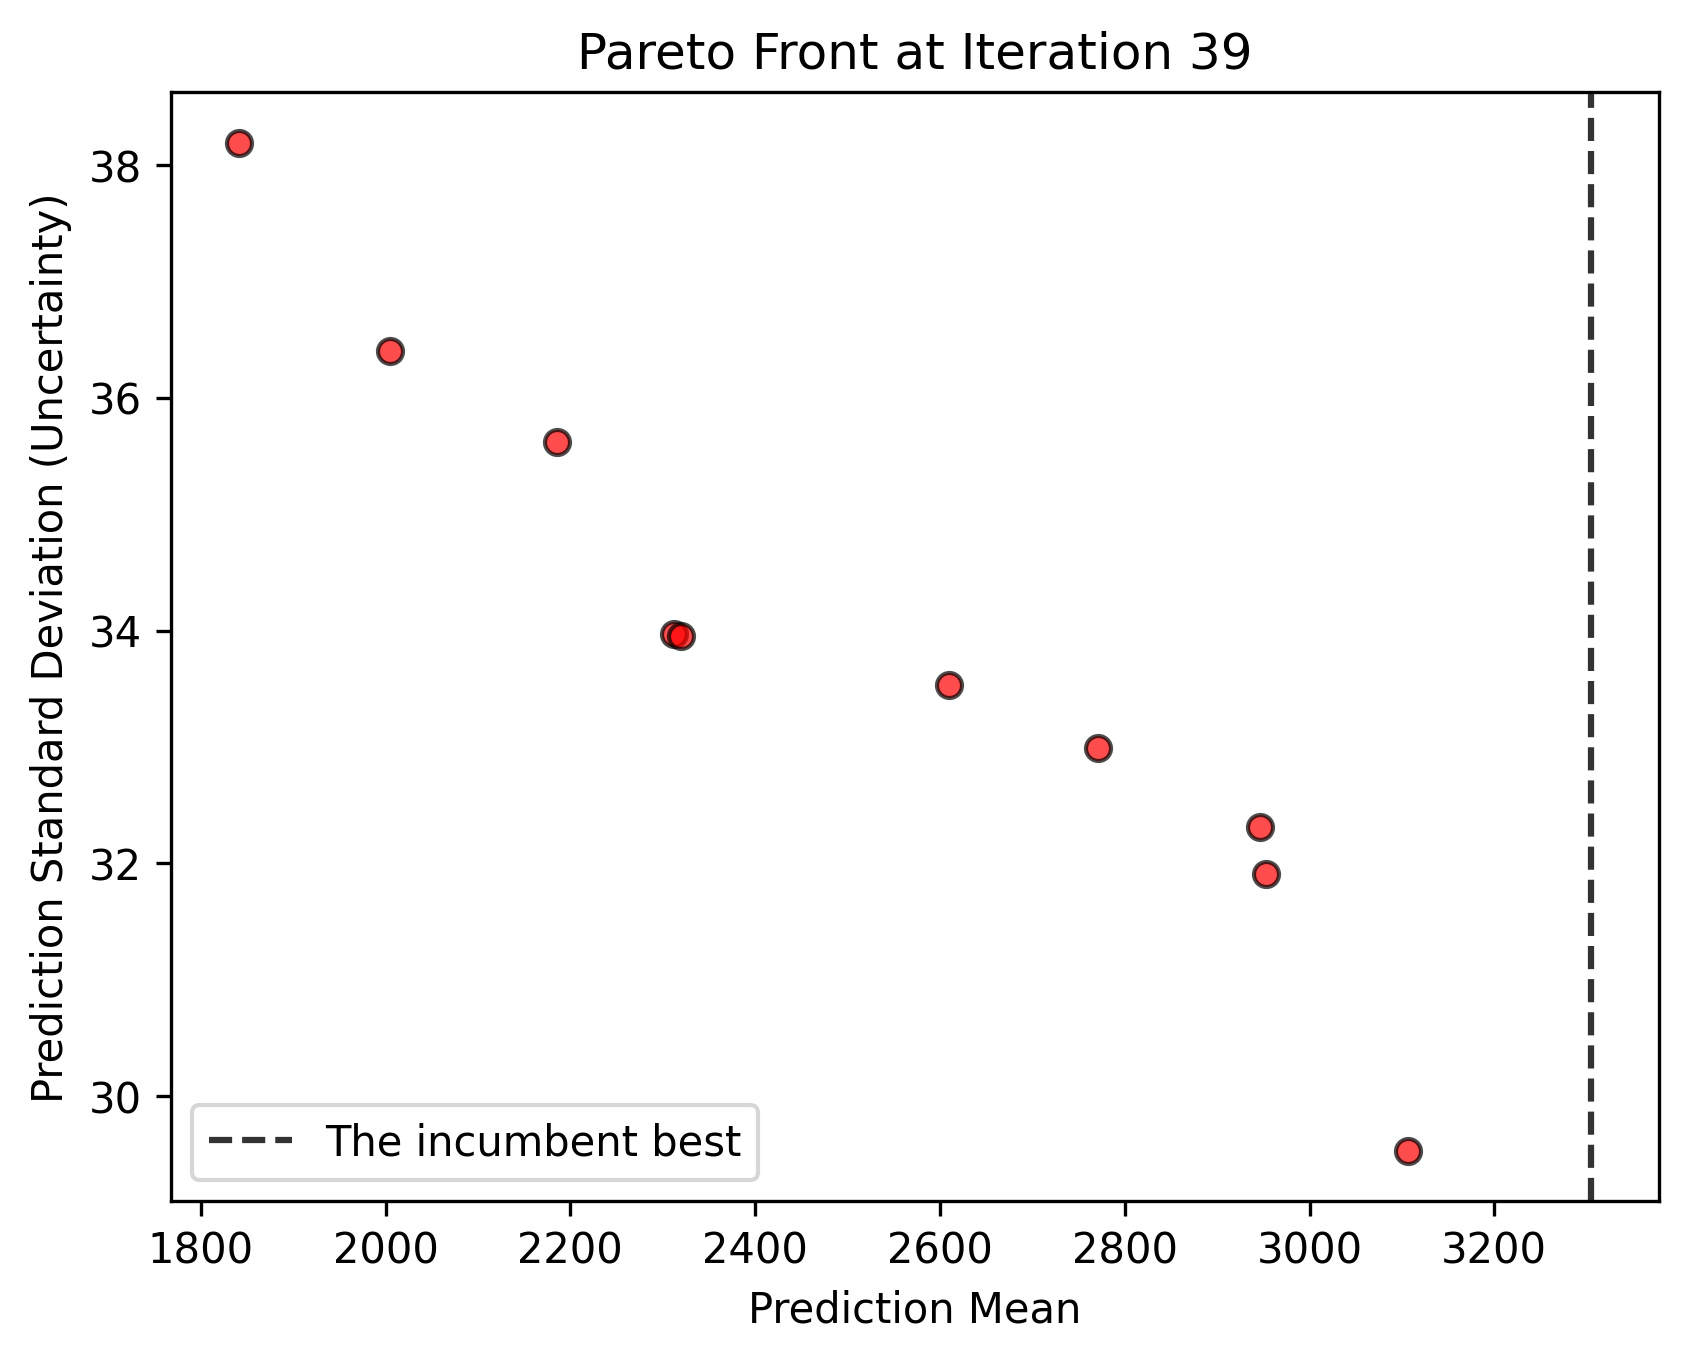 Pareto Front at Iteration 39
Prediction Standard Deviation (Uncertainty)
38
36
34
32
30
The incumbent best
1800 2000 2200 2400 2600 2800 3000 3200
Prediction Mean